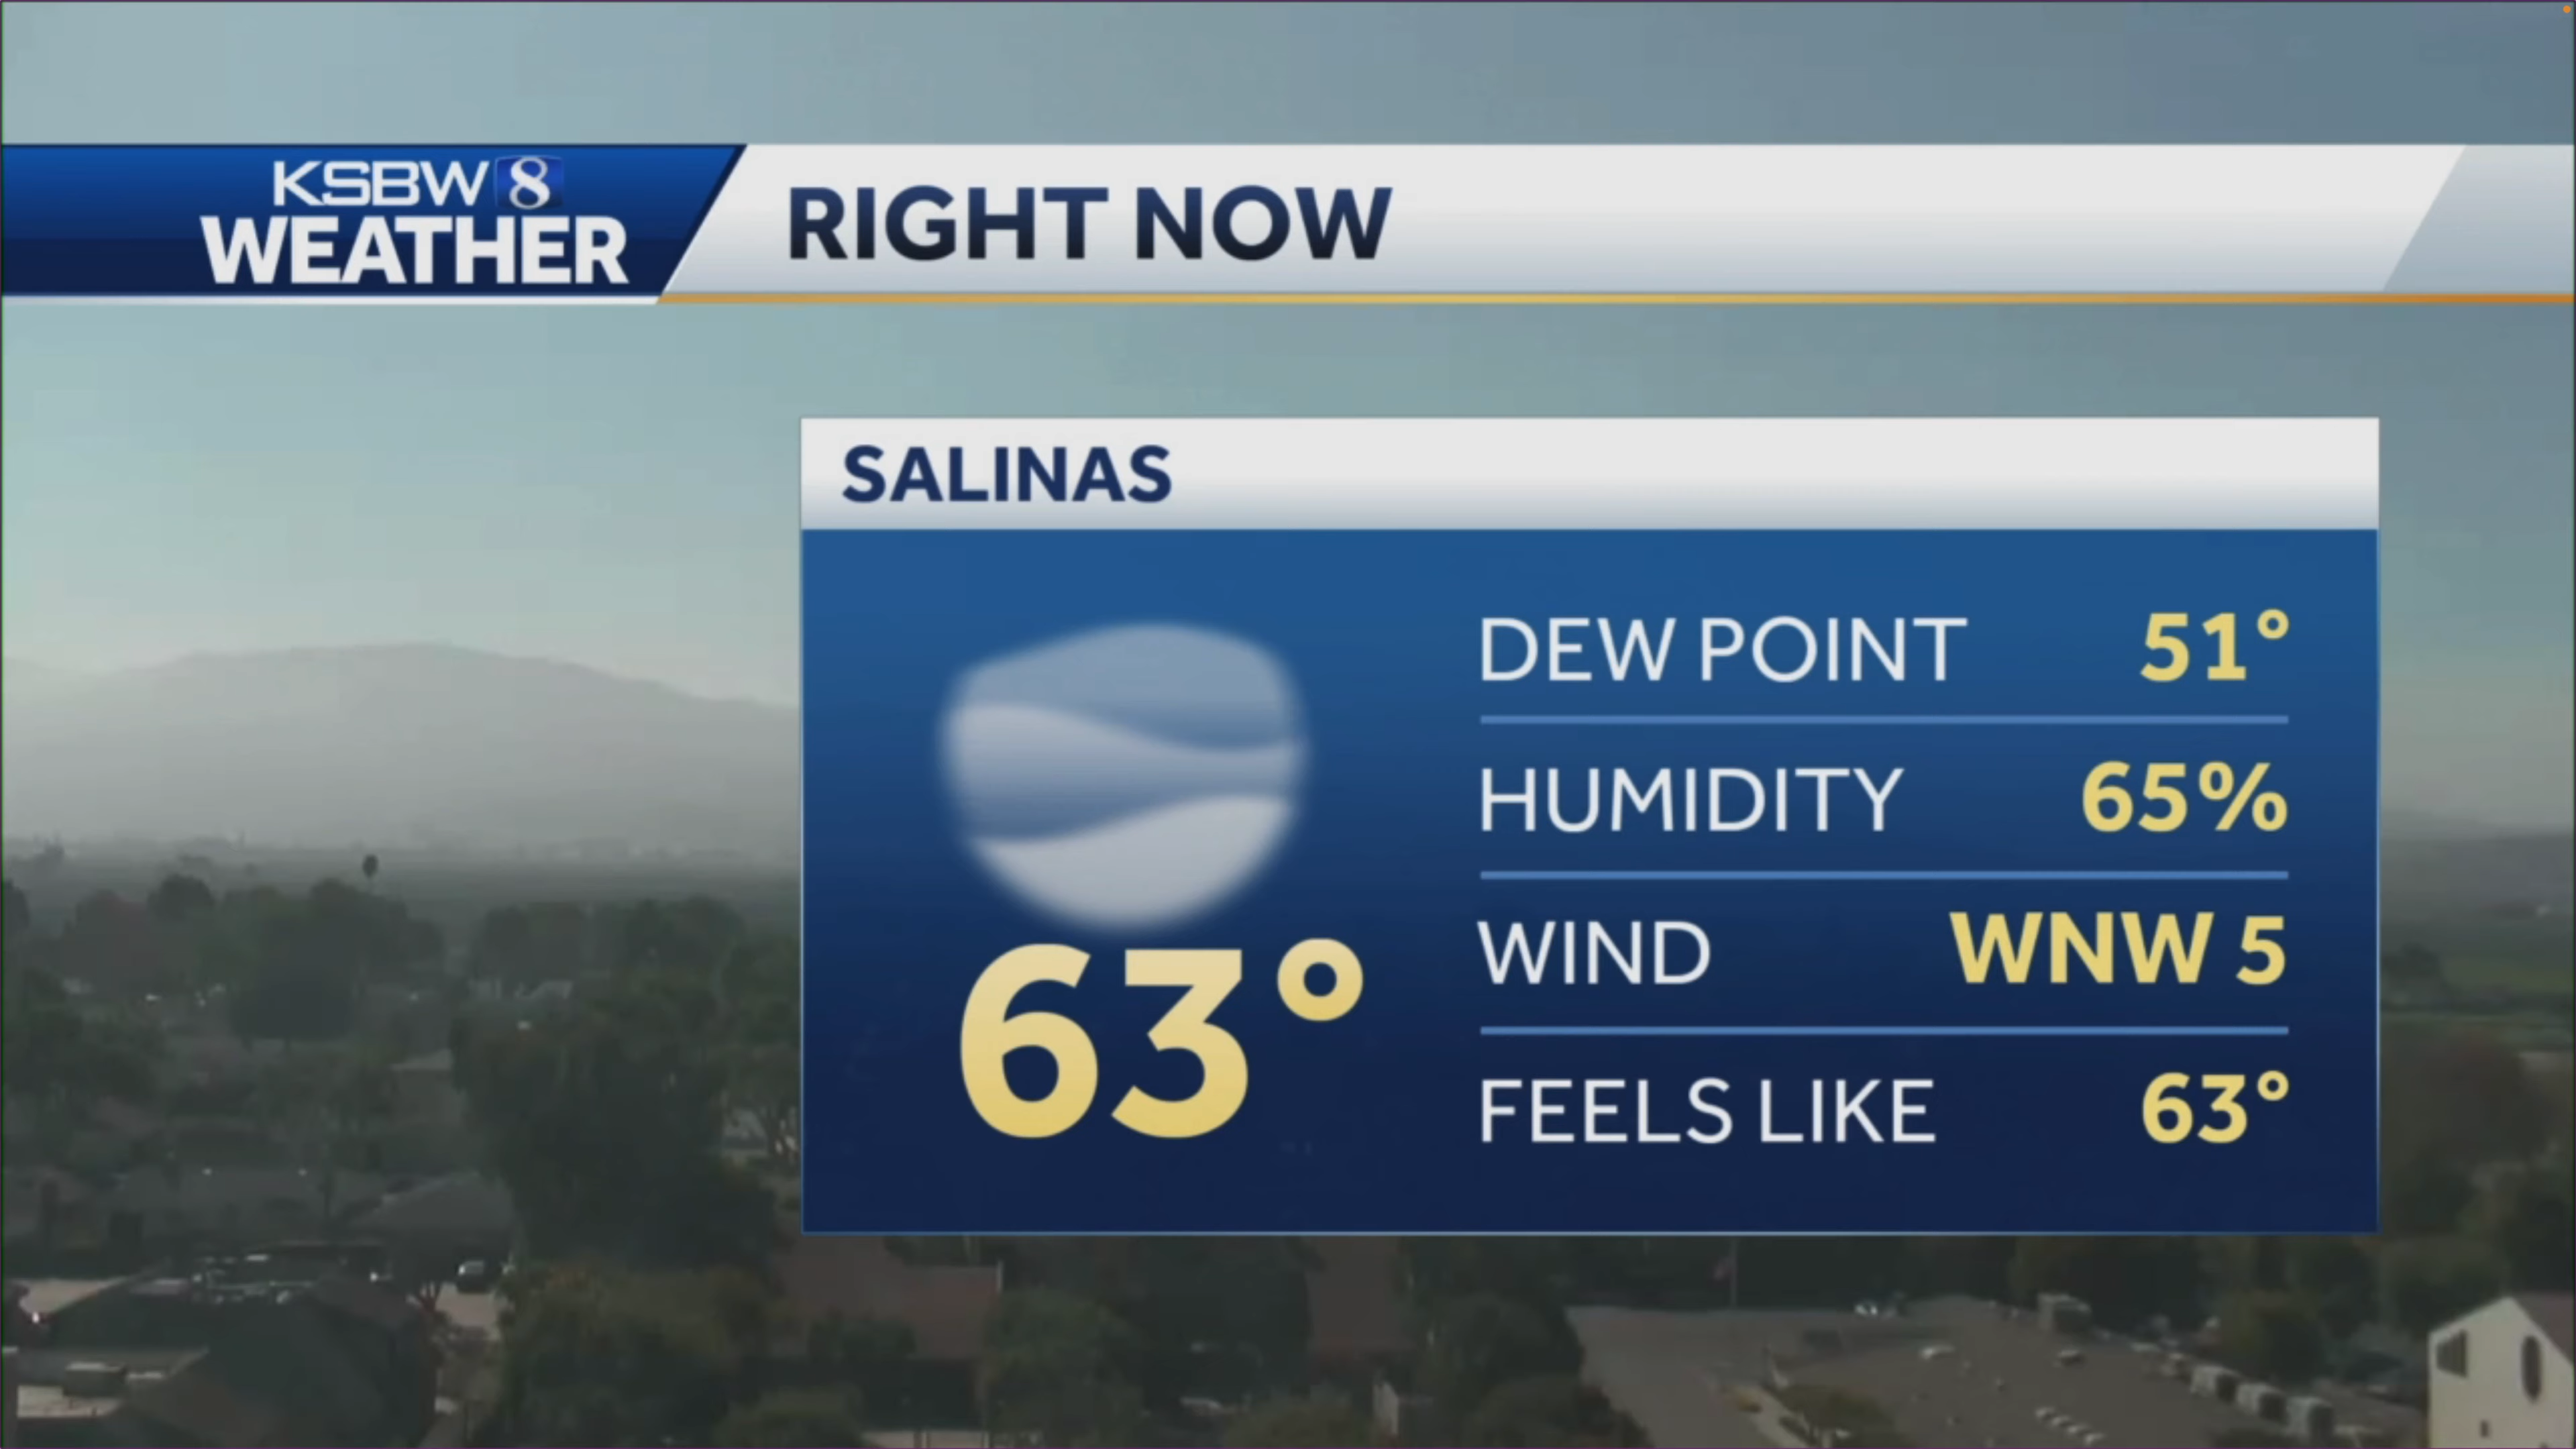 KSBW 8
WEATHER
RIGHT NOW
SALINAS
63°
DEW POINT 51°
HUMIDITY 65%
WIND WNW 5
FEELS LIKE 63°